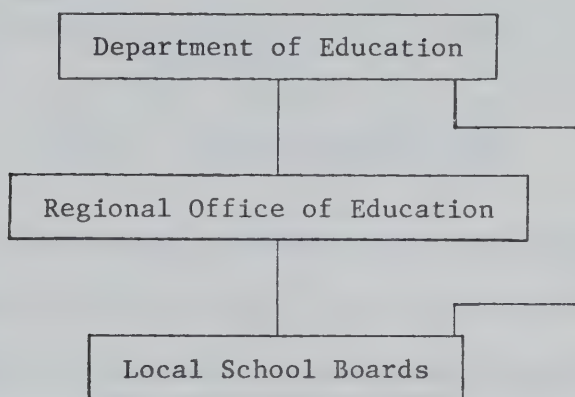 Department of Education
Regional Office of Education
Local School Boards